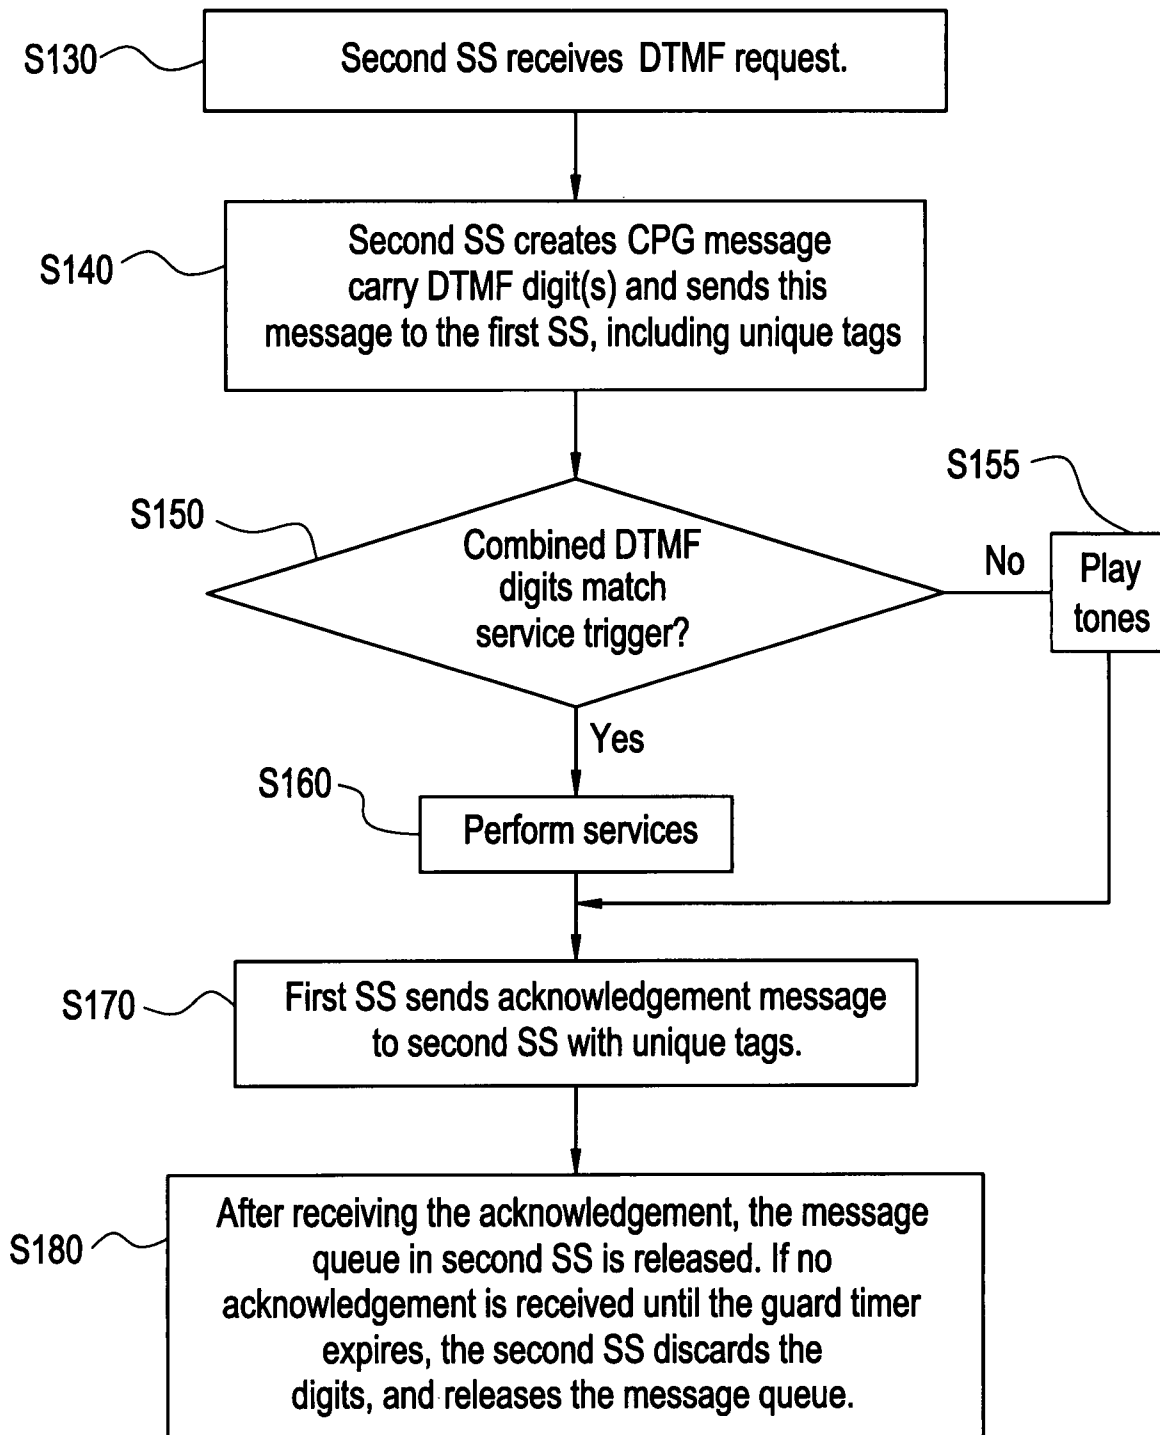 S130
Second SS receives DTMF request.
S140
Second SS creates CPG message
carry DTMF digit(s) and sends this
message to the first SS, including unique tags
S150
Combined DTMF
digits match
service trigger?
No
S155
Play
tones
Yes
S160
Perform services
S170
First SS sends acknowledgement message
to second SS with unique tags.
S180
After receiving the acknowledgement, the message
queue in second SS is released. If no
acknowledgement is received until the guard timer
expires, the second SS discards the
digits, and releases the message queue.